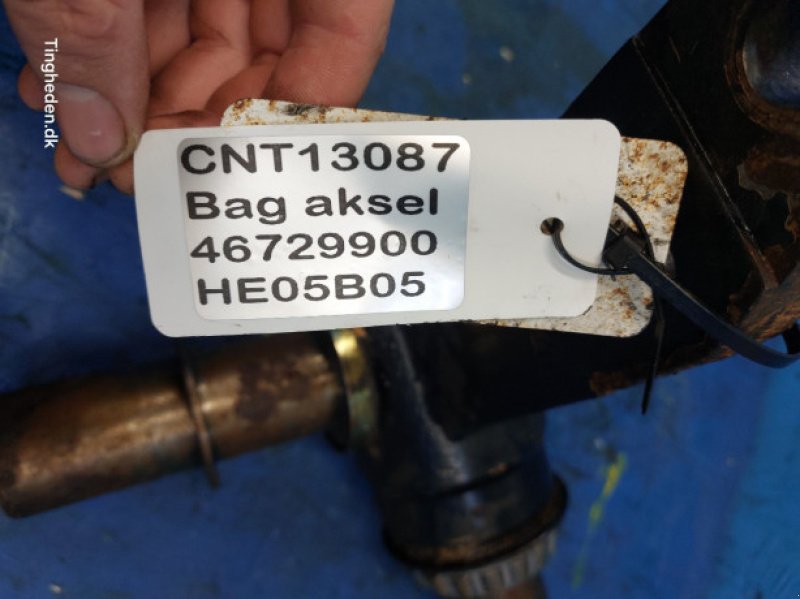 Tingheden.dk
CNT13087
Bag aksel
46729900
HE05B05